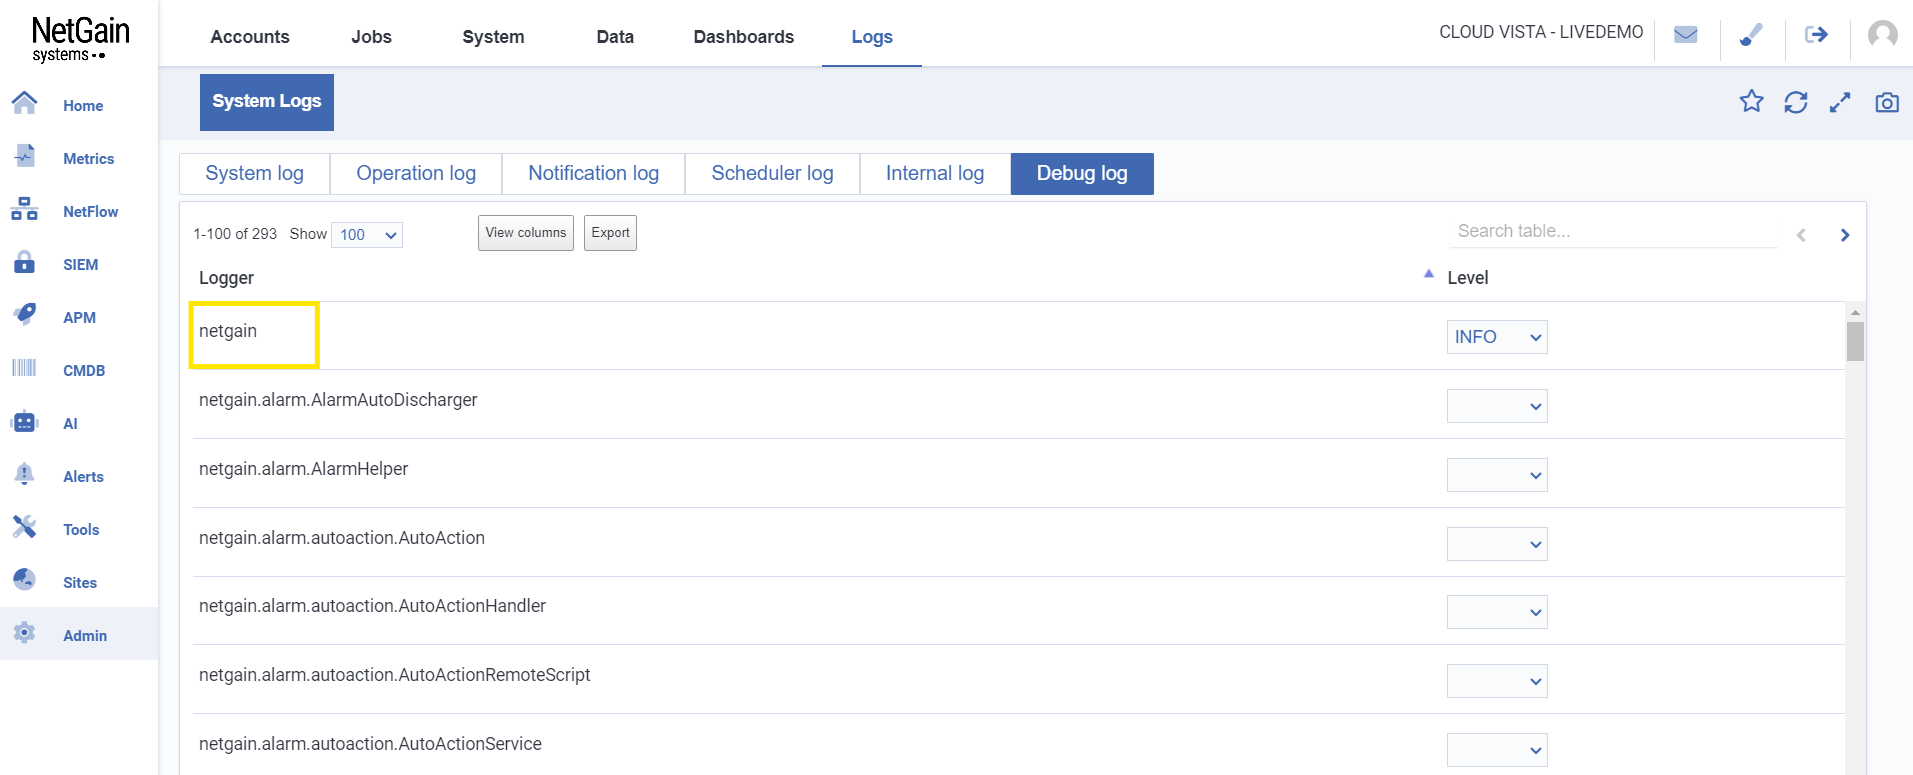 NetGain
systems
Accounts
Jobs
System
Data
Dashboards
Logs
CLOUD VISTA - LIVEDEMO
Home
Metrics
NetFlow
SIEM
APM
CMDB
AI
Alerts
Tools
Sites
Admin
System Logs
System log
Operation log
Notification log
Scheduler log
Internal log
Debug log
1-100 of 293 Show 100
View columns
Export
Search table...
Logger
Level
netgain
INFO
netgain.alarm.AlarmAutoDischarger
netgain.alarm.AlarmHelper
netgain.alarm.autoaction.AutoAction
netgain.alarm.autoaction.AutoActionHandler
netgain.alarm.autoaction.AutoActionRemoteScript
netgain.alarm.autoaction.AutoActionService